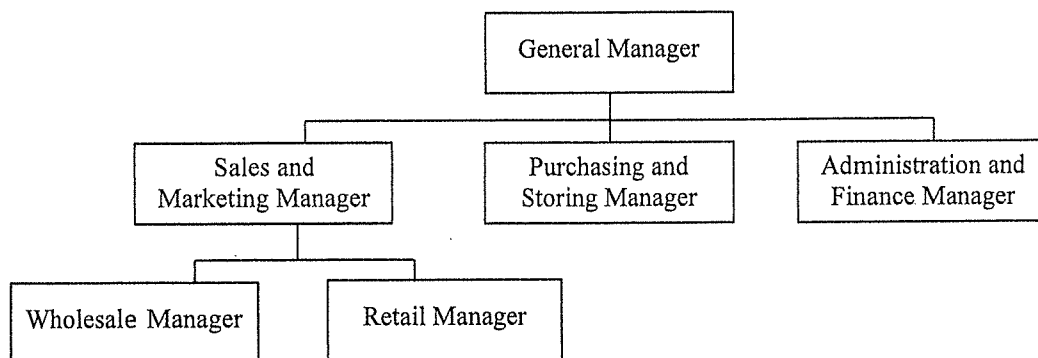 General Manager
Sales and
Marketing Manager
Purchasing and
Storing Manager
Administration and
Finance Manager
Wholesale Manager
Retail Manager